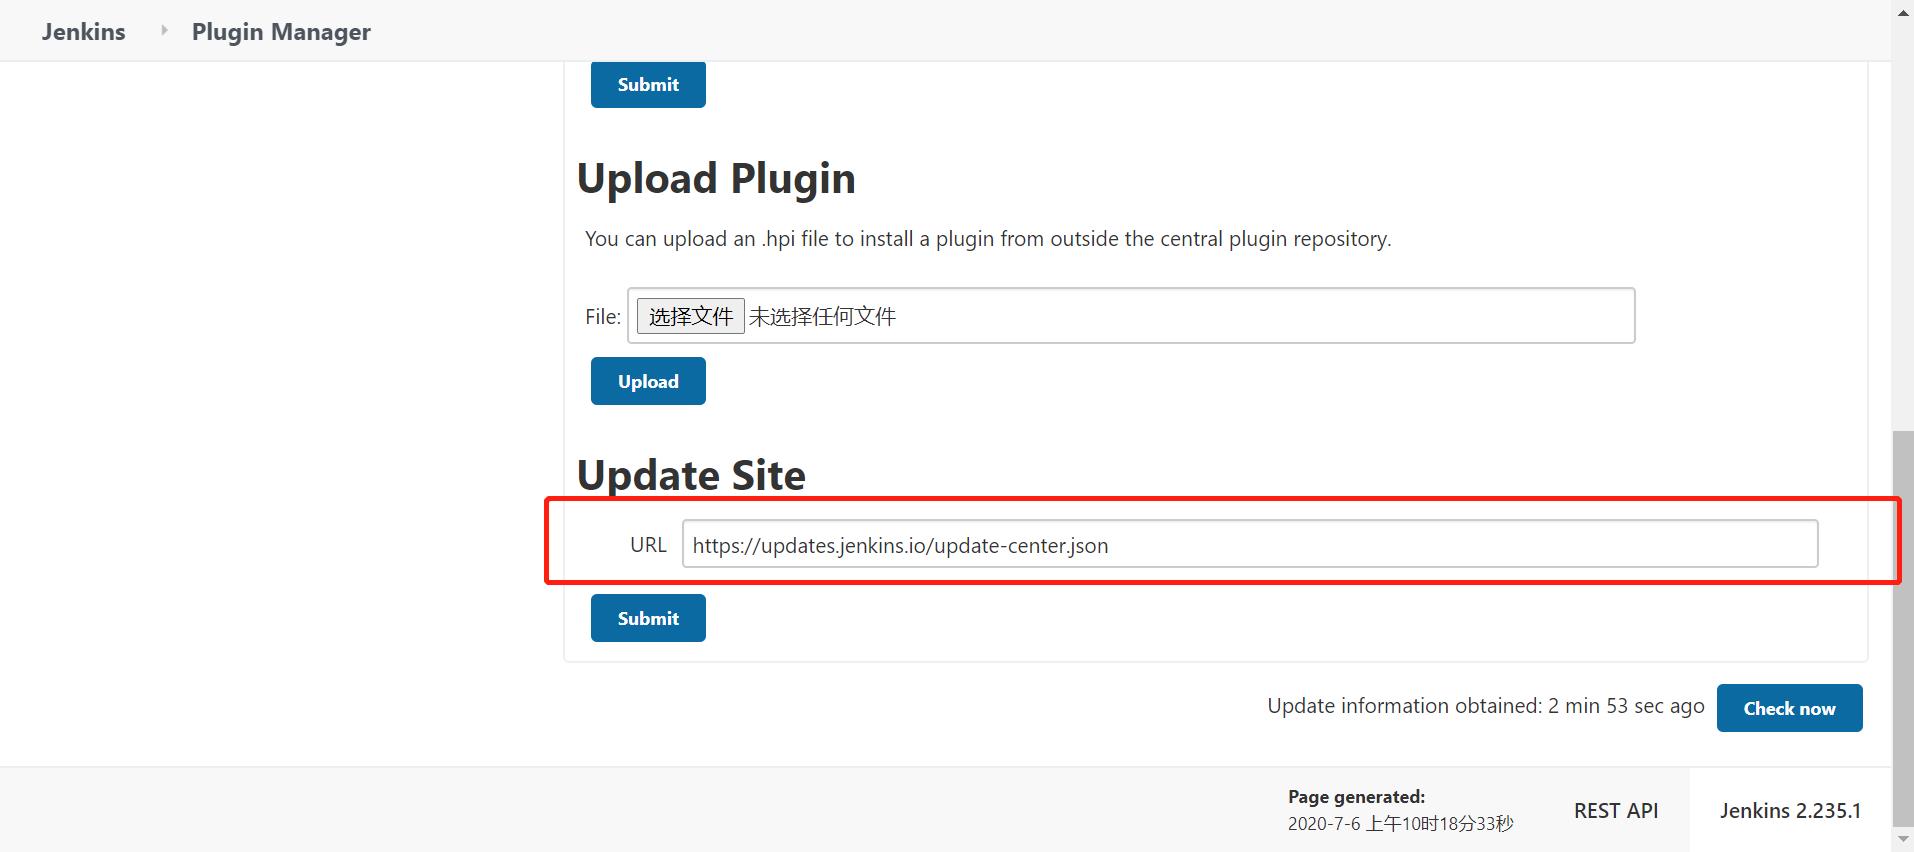 Jenkins Plugin Manager
Submit
Upload Plugin
You can upload an .hpi file to install a plugin from outside the central plugin repository.
File: 选择文件 未选择任何文件
Upload
Update Site
URL https://updates.jenkins.io/update-center.json
Submit
Update information obtained: 2 min 53 sec ago Check now
Page generated:
2020-7-6 上午10时18分33秒
REST API
Jenkins 2.235.1